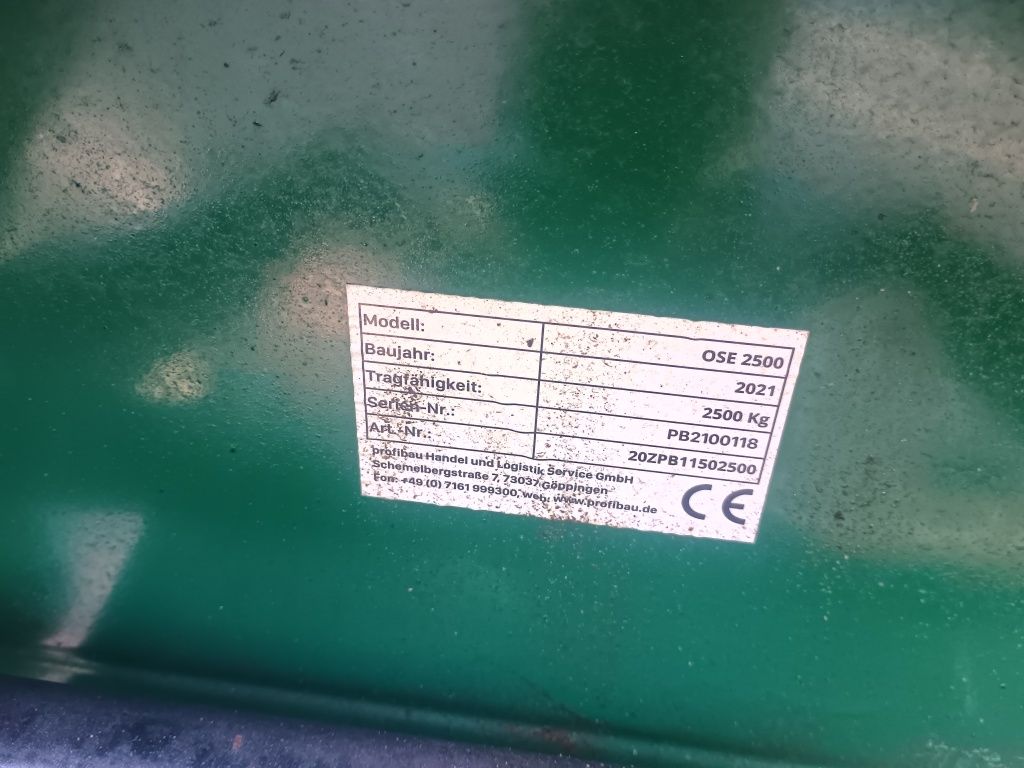 Modell: OSE 2500
Baujahr: 2021
Tragfähigkeit: 2500 Kg
Serien-Nr.: PB2100118
Art.-Nr.: 20ZPB11502500
profibau Handel und Logistik Service GmbH
Schemelbergstraße 7, 73037 Göppingen
Fon: +49 (0) 7161 999300, web: www.profibau.de
CE